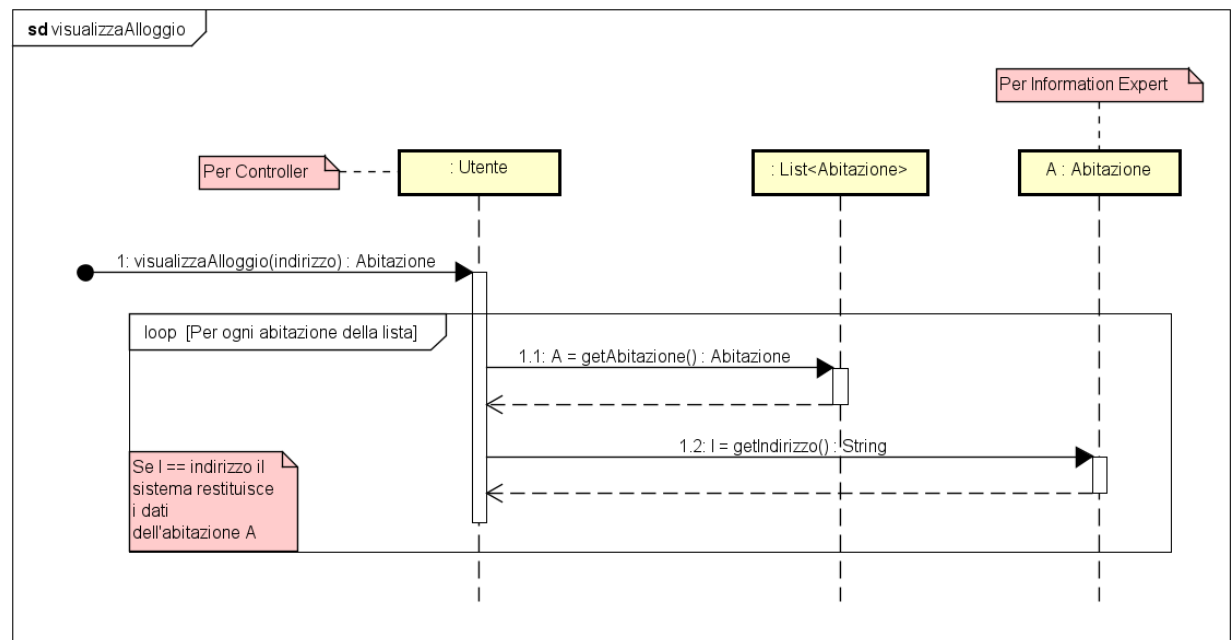 sd visualizzaAlloggio
Per Information Expert
Per Controller
: Utente
: List<Abitazione>
A : Abitazione
1: visualizzaAlloggio(indirizzo) : Abitazione
loop [Per ogni abitazione della lista]
1.1: A = getAbitazione() : Abitazione
1.2: I = getIndirizzo() : String
Se I == indirizzo il
sistema restituisce
i dati
dell'abitazione A